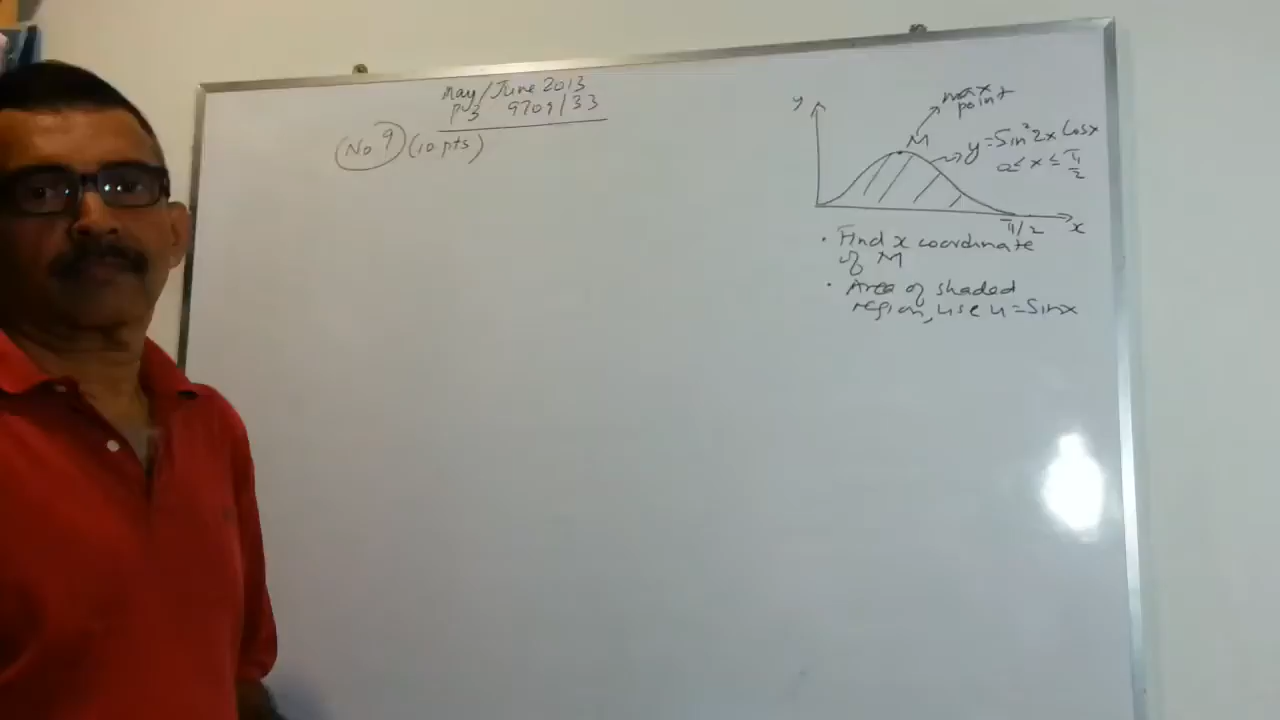 May/June 2013
P3 9709/33
No 9 (10 pts)
y
max
point
M
y=Sin²2x Cosx
0≤x≤π/2
π/2
x
• Find x coordinate
of M
• Area of shaded
region, use u=Sinx